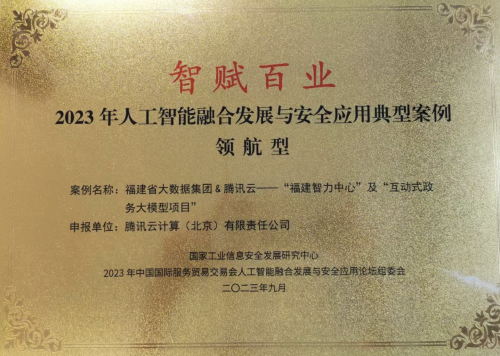 智赋百业
2023年人工智能融合发展与安全应用典型案例
领航型
案例名称：福建省大数据集团&腾讯云——“福建智力中心”及“互动式政
务大模型项目”
申报单位：腾讯云计算（北京）有限责任公司
国家工业信息安全发展研究中心
2023年中国国际服务贸易交易会人工智能融合发展与安全应用论坛组委会
二〇二三年九月